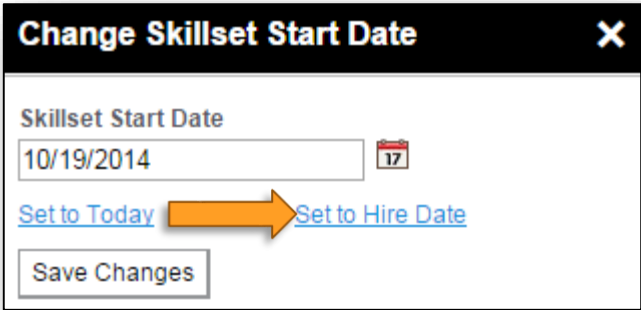 Change Skillset Start Date
Skillset Start Date
10/19/2014
17
Set to Today Set to Hire Date
Save Changes